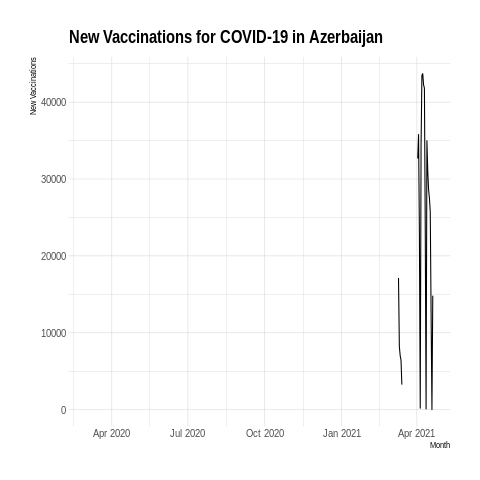 New Vaccinations for COVID-19 in Azerbaijan
New Vaccinations
40000
30000
20000
10000
0
Apr 2020 Jul 2020 Oct 2020 Jan 2021 Apr 2021
Month